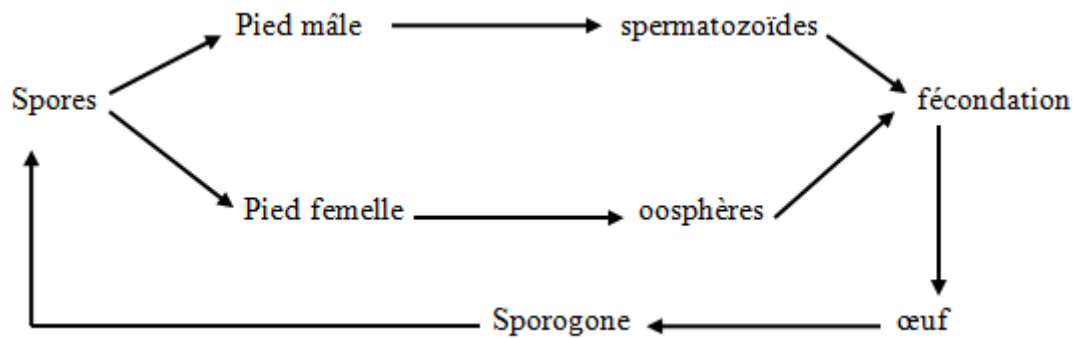 Pied mâle
spermatozoïdes
Spores
fécondation
Pied femelle
oosphères
Sporogone
œuf